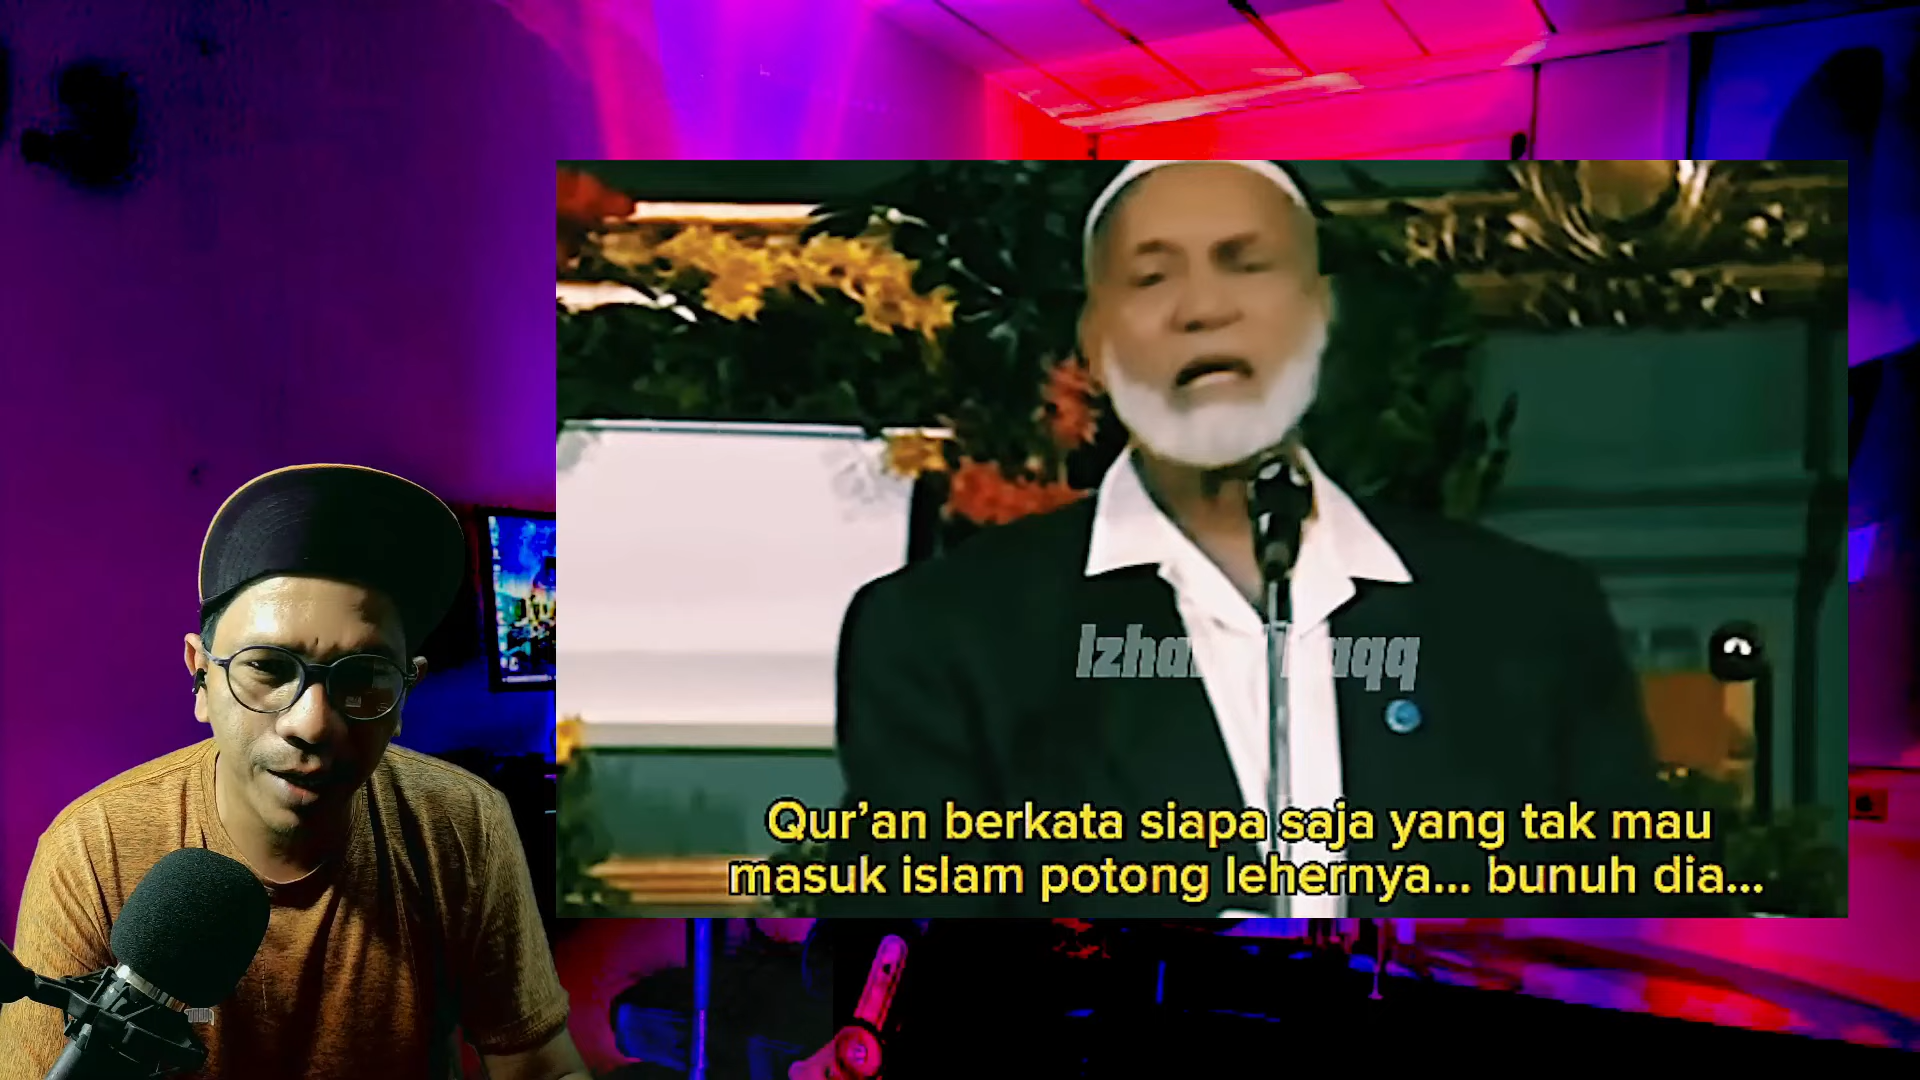 Qur’an berkata siapa saja yang tak mau
masuk islam potong lehernya... bunuh dia...